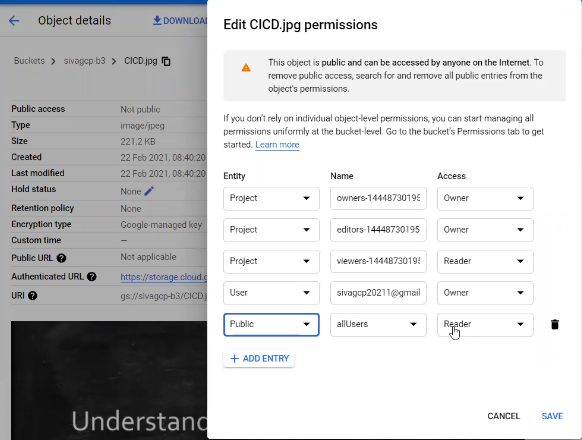 Object details
DOWNLOAD
Buckets > sivagcp-b3 > CICD.jpg
Public access Not public
Type image/jpeg
Size 221.2 KB
Created 22 Feb 2021, 08:40:20
Last modified 22 Feb 2021, 08:40:20
Hold status None
Retention policy None
Encryption type Google-managed key
Custom time —
Public URL Not applicable
Authenticated URL https://storage.cloud.g
URI gs://sivagcp-b3/CICD.j
Understand
Edit CICD.jpg permissions
This object is public and can be accessed by anyone on the Internet. To
remove public access, search for and remove all public entries from the
object's permissions.
If you don't rely on individual object-level permissions, you can start managing all
permissions uniformly at the bucket-level. Go to the bucket's Permissions tab to get
started. Learn more
Entity Name Access
Project owners-14448730195 Owner
Project editors-14448730195 Owner
Project viewers-14448730195 Reader
User sivagcp20211@gmail Owner
Public allUsers Reader
+ ADD ENTRY
CANCEL SAVE